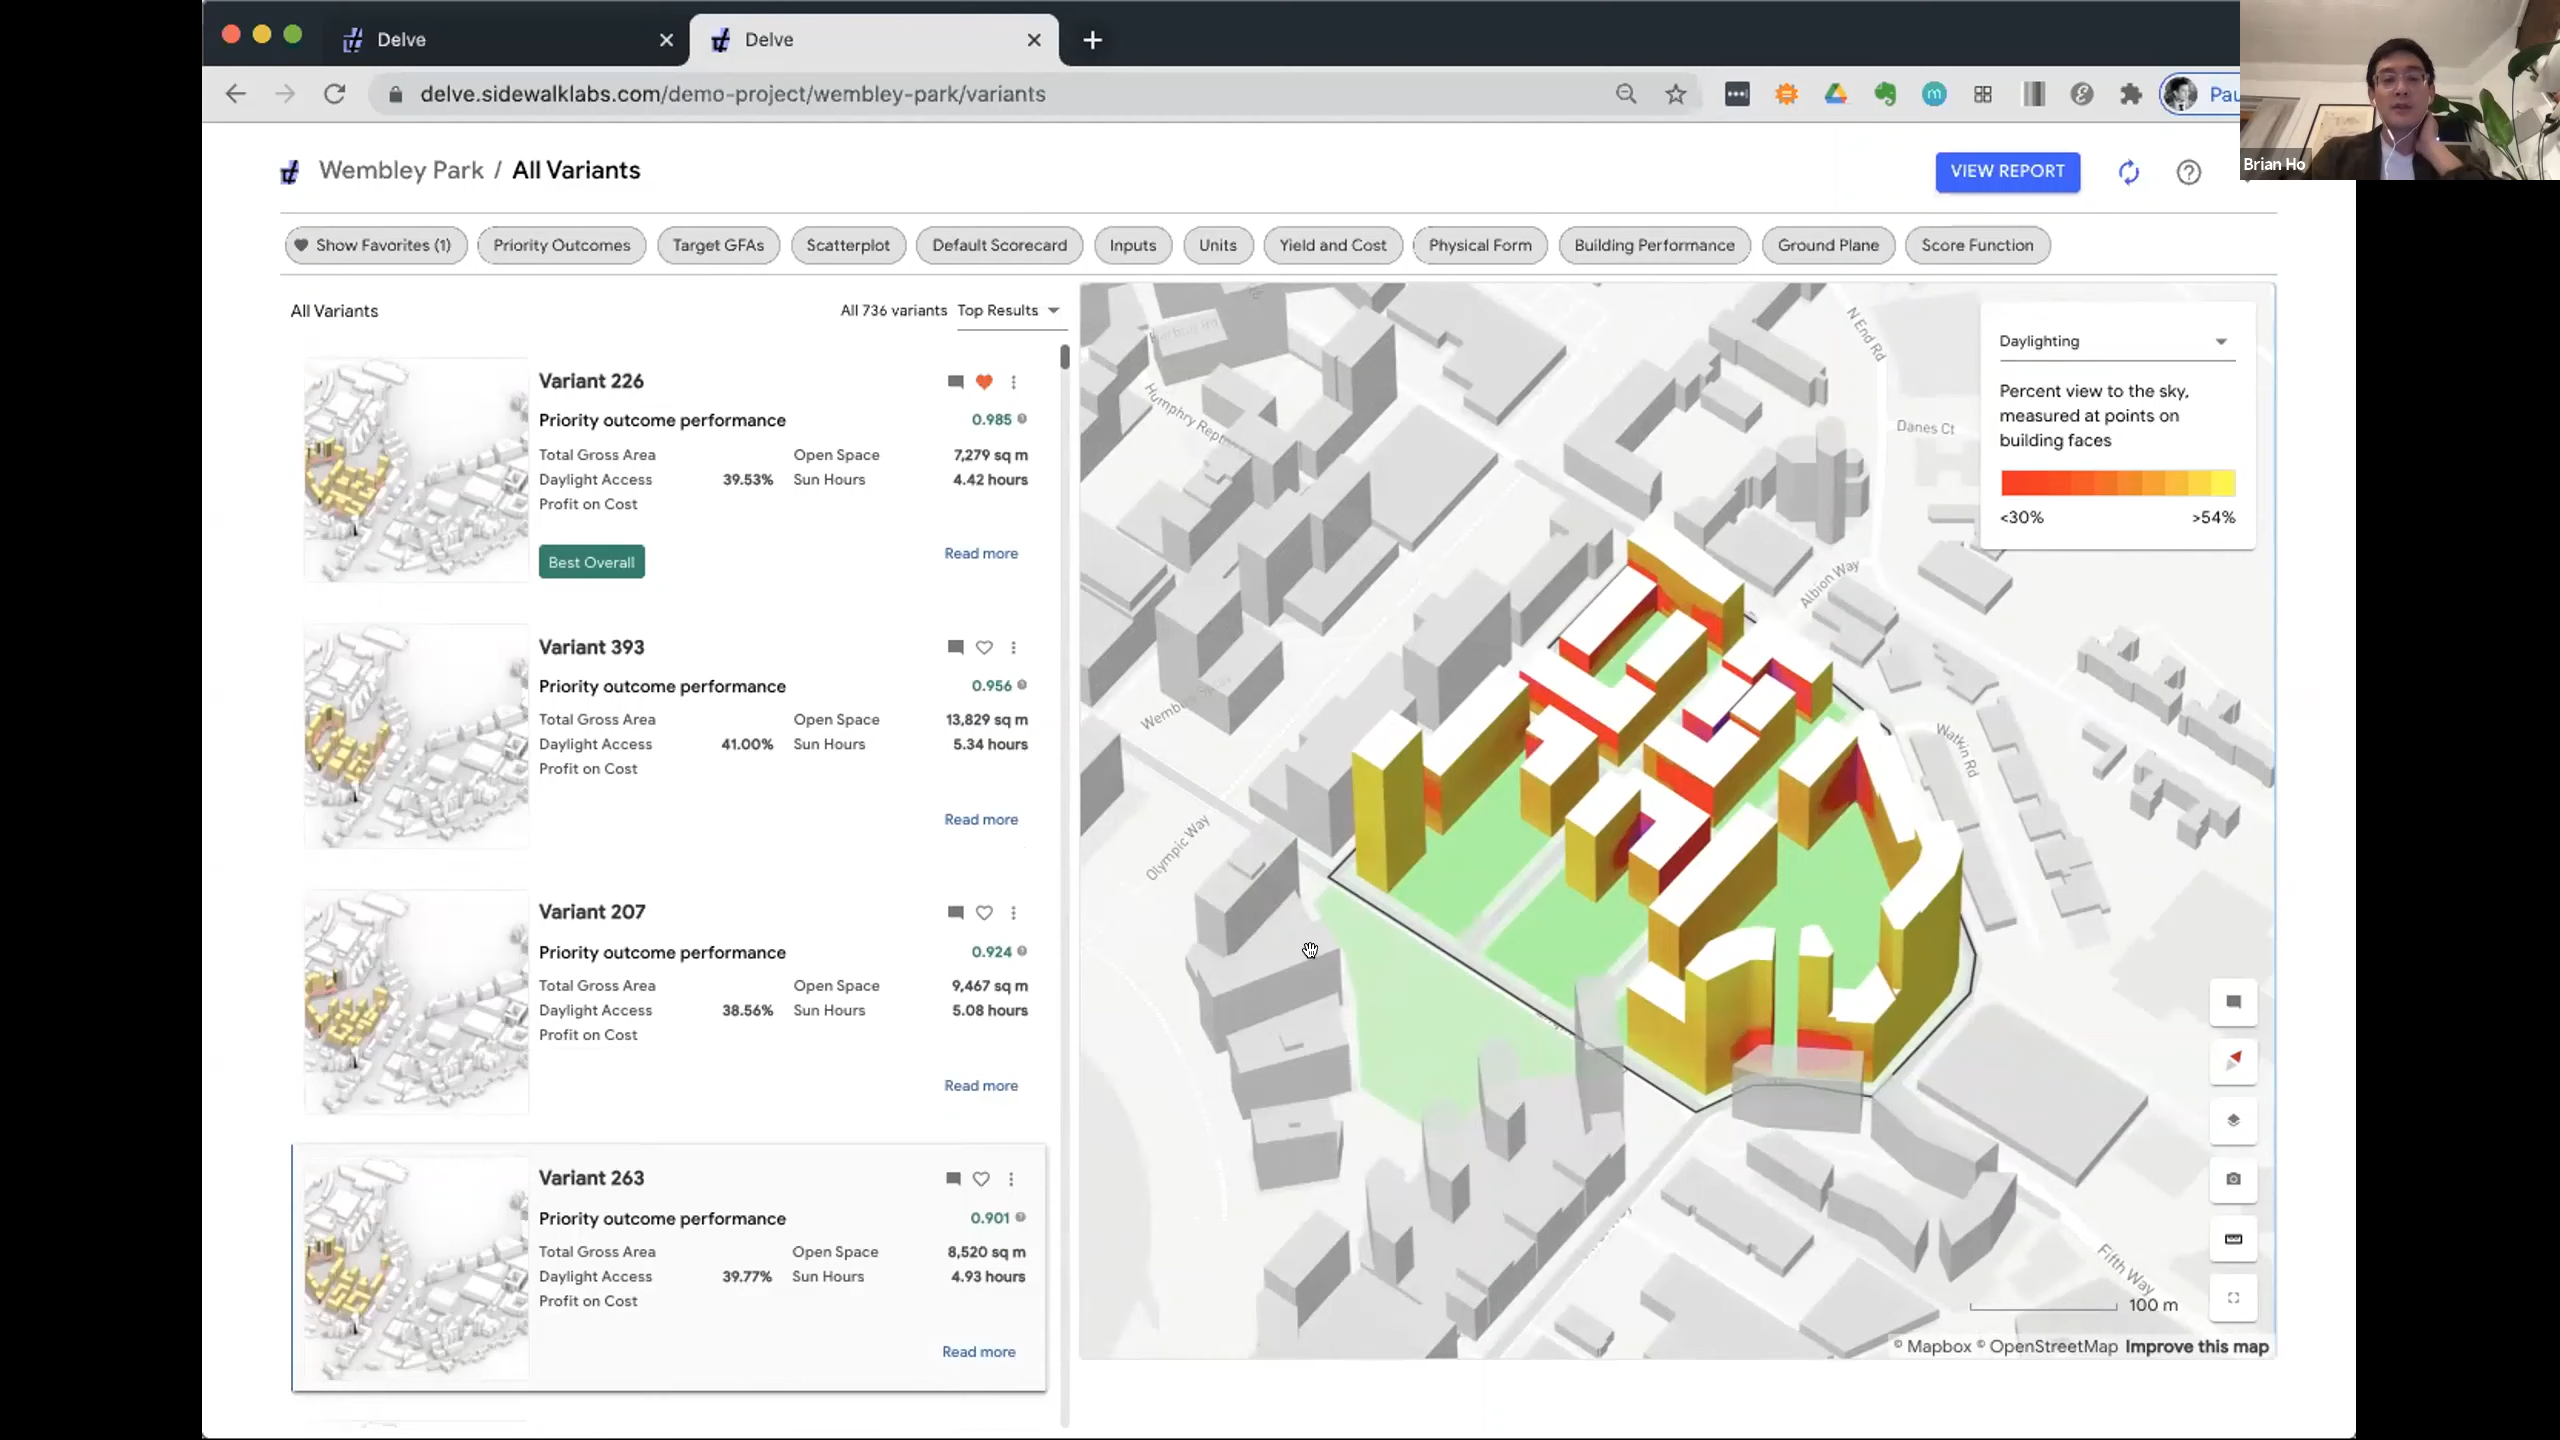 Delve
Delve
delve.sidewalklabs.com/demo-project/wembley-park/variants
Brian Ho
Wembley Park / All Variants
VIEW REPORT
Show Favorites (1)
Priority Outcomes
Target GFAs
Scatterplot
Default Scorecard
Inputs
Units
Yield and Cost
Physical Form
Building Performance
Ground Plane
Score Function
All Variants
All 736 variants
Top Results
Variant 226
Priority outcome performance 0.985
Total Gross Area Open Space 7,279 sq m
Daylight Access 39.53% Sun Hours 4.42 hours
Profit on Cost
Read more
Best Overall
Variant 393
Priority outcome performance 0.956
Total Gross Area Open Space 13,829 sq m
Daylight Access 41.00% Sun Hours 5.34 hours
Profit on Cost
Read more
Variant 207
Priority outcome performance 0.924
Total Gross Area Open Space 9,467 sq m
Daylight Access 38.56% Sun Hours 5.08 hours
Profit on Cost
Read more
Variant 263
Priority outcome performance 0.901
Total Gross Area Open Space 8,520 sq m
Daylight Access 39.77% Sun Hours 4.93 hours
Profit on Cost
Read more
Daylighting
Percent view to the sky,
measured at points on
building faces
<30% >54%
N End Rd
Humphry
Danes Ct
Albion Way
Watkin Rd
Olympic Way
Fifth Way
100 m
© Mapbox © OpenStreetMap Improve this map